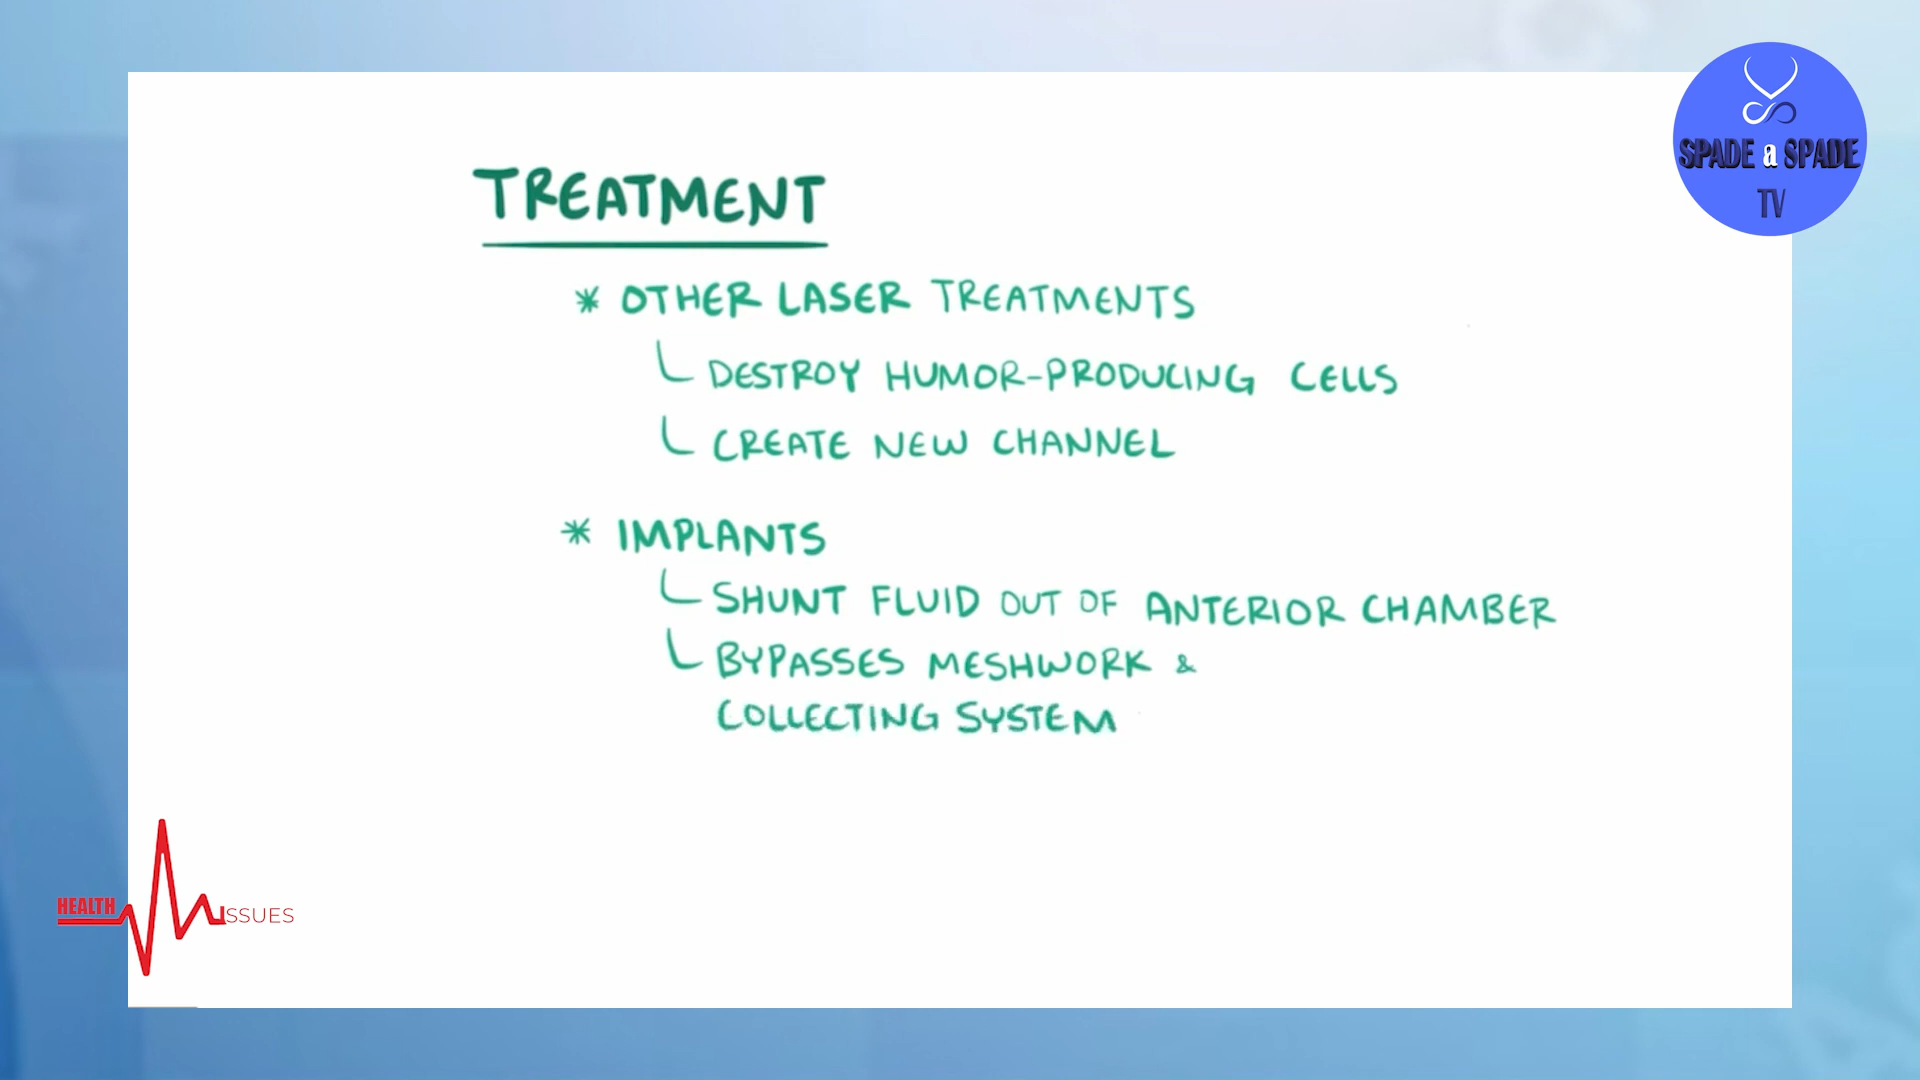 SPADE a SPADE
TV
TREATMENT
* OTHER LASER TREATMENTS
DESTROY HUMOR-PRODUCING CELLS
CREATE NEW CHANNEL
* IMPLANTS
SHUNT FLUID OUT OF ANTERIOR CHAMBER
BYPASSES MESHWORK &
COLLECTING SYSTEM
HEALTH ISSUES